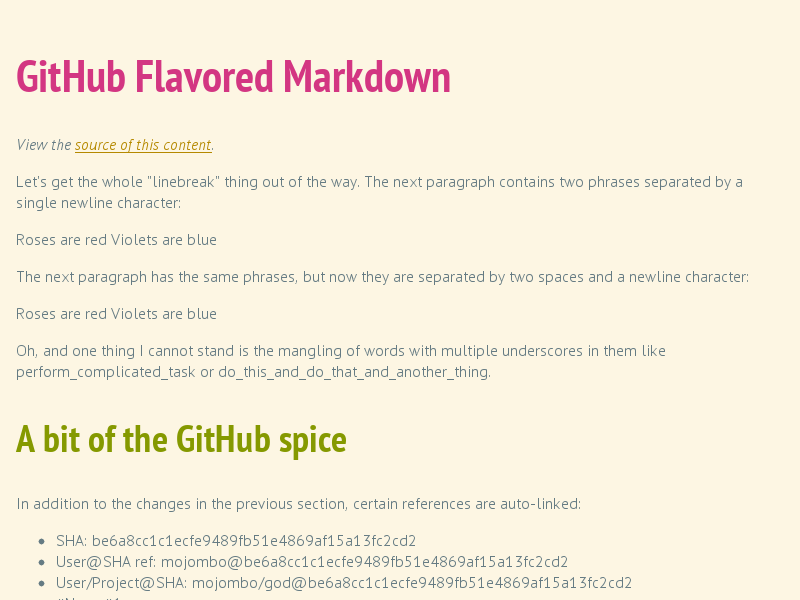 GitHub Flavored Markdown
View the source of this content.
Let's get the whole "linebreak" thing out of the way. The next paragraph contains two phrases separated by a
single newline character:
Roses are red Violets are blue
The next paragraph has the same phrases, but now they are separated by two spaces and a newline character:
Roses are red Violets are blue
Oh, and one thing I cannot stand is the mangling of words with multiple underscores in them like
perform_complicated_task or do_this_and_do_that_and_another_thing.
A bit of the GitHub spice
In addition to the changes in the previous section, certain references are auto-linked:
• SHA: be6a8cc1c1ecfe9489fb51e4869af15a13fc2cd2
• User@SHA ref: mojombo@be6a8cc1c1ecfe9489fb51e4869af15a13fc2cd2
• User/Project@SHA: mojombo/god@be6a8cc1c1ecfe9489fb51e4869af15a13fc2cd2